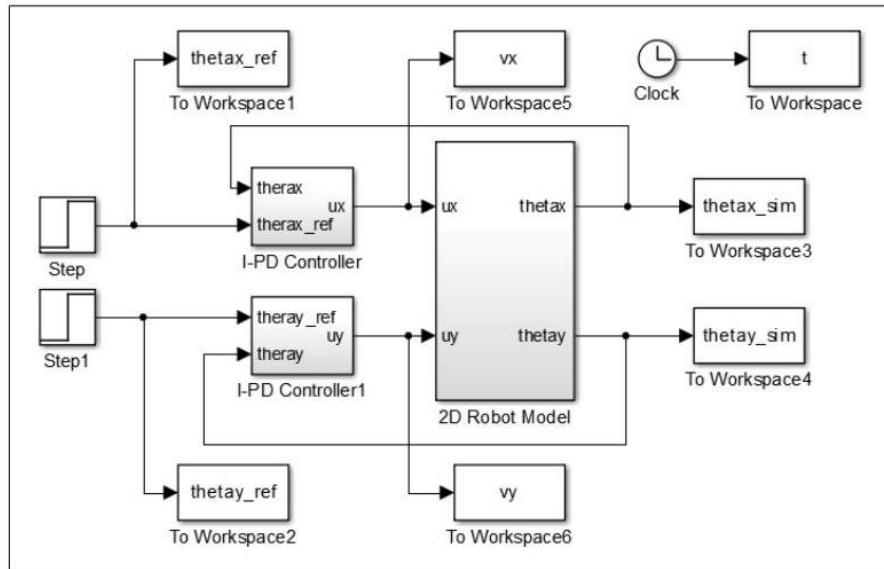 thetax_ref
To Workspace1
vx
To Workspace5
Clock
t
To Workspace
Step
therax
therax_ref
ux
I-PD Controller
ux
thetax
thetax_sim
To Workspace3
Step1
theray_ref
theray
uy
I-PD Controller1
uy
thetay
2D Robot Model
thetay_sim
To Workspace4
thetay_ref
To Workspace2
vy
To Workspace6